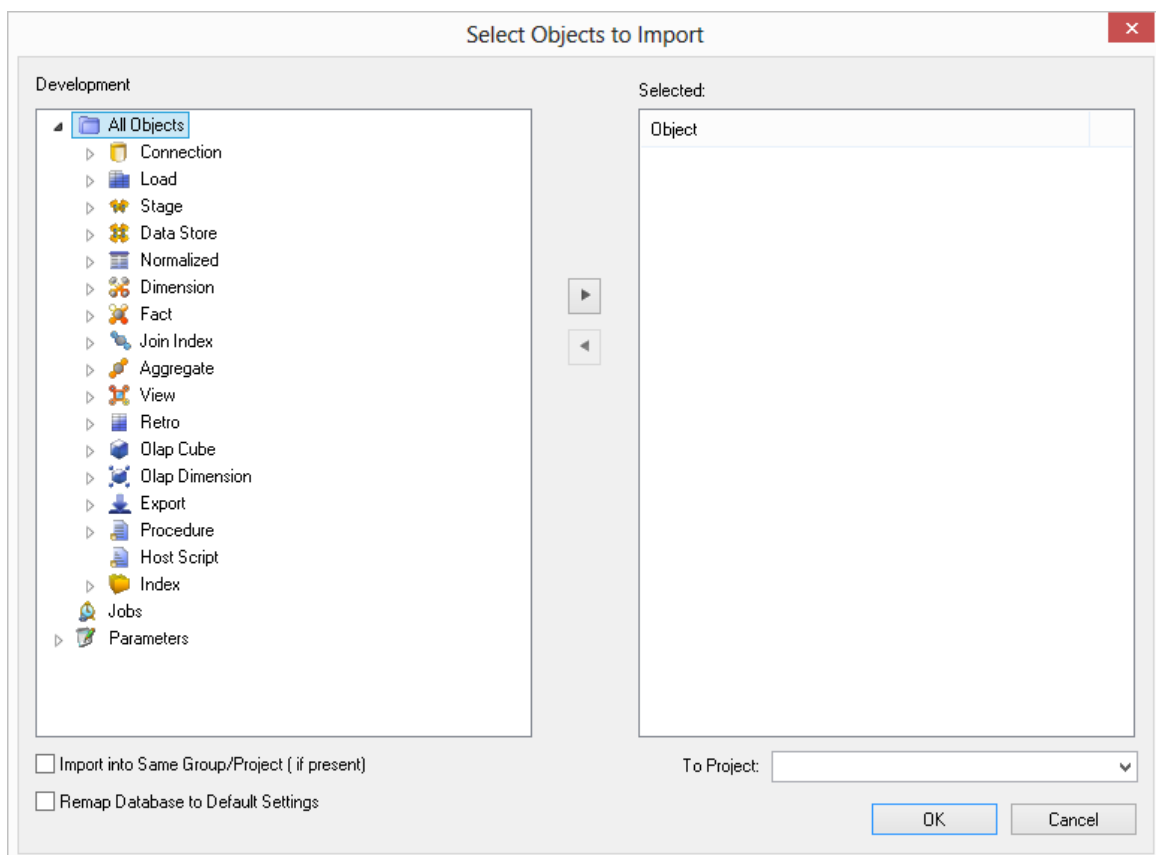 Select Objects to Import
Development
All Objects
Connection
Load
Stage
Data Store
Normalized
Dimension
Fact
Join Index
Aggregate
View
Retro
Olap Cube
Olap Dimension
Export
Procedure
Host Script
Index
Jobs
Parameters
Selected:
Object
Import into Same Group/Project ( if present)
Remap Database to Default Settings
To Project:
OK
Cancel